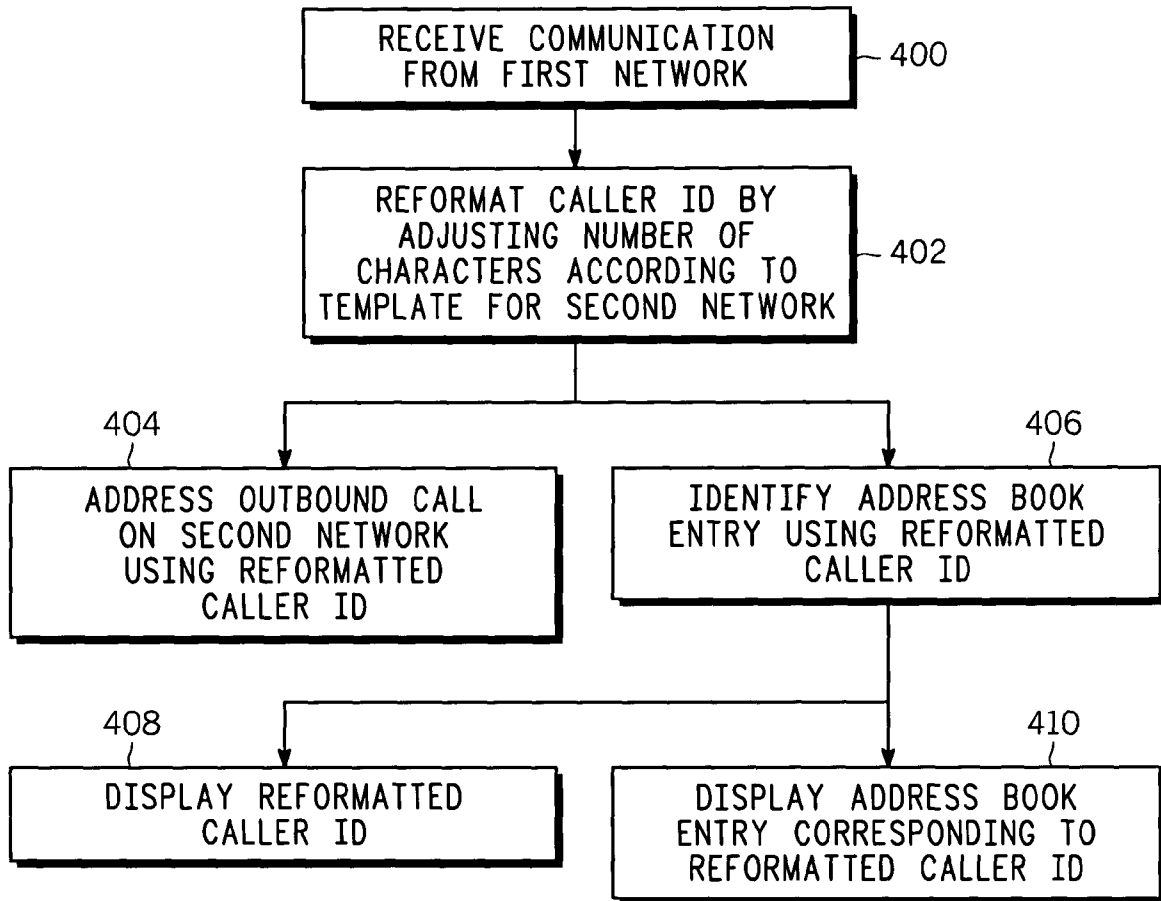 RECEIVE COMMUNICATION
FROM FIRST NETWORK
400
REFORMAT CALLER ID BY
ADJUSTING NUMBER OF
CHARACTERS ACCORDING TO
TEMPLATE FOR SECOND NETWORK
402
404
ADDRESS OUTBOUND CALL
ON SECOND NETWORK
USING REFORMATTED
CALLER ID
406
IDENTIFY ADDRESS BOOK
ENTRY USING REFORMATTED
CALLER ID
408
DISPLAY REFORMATTED
CALLER ID
410
DISPLAY ADDRESS BOOK
ENTRY CORRESPONDING TO
REFORMATTED CALLER ID